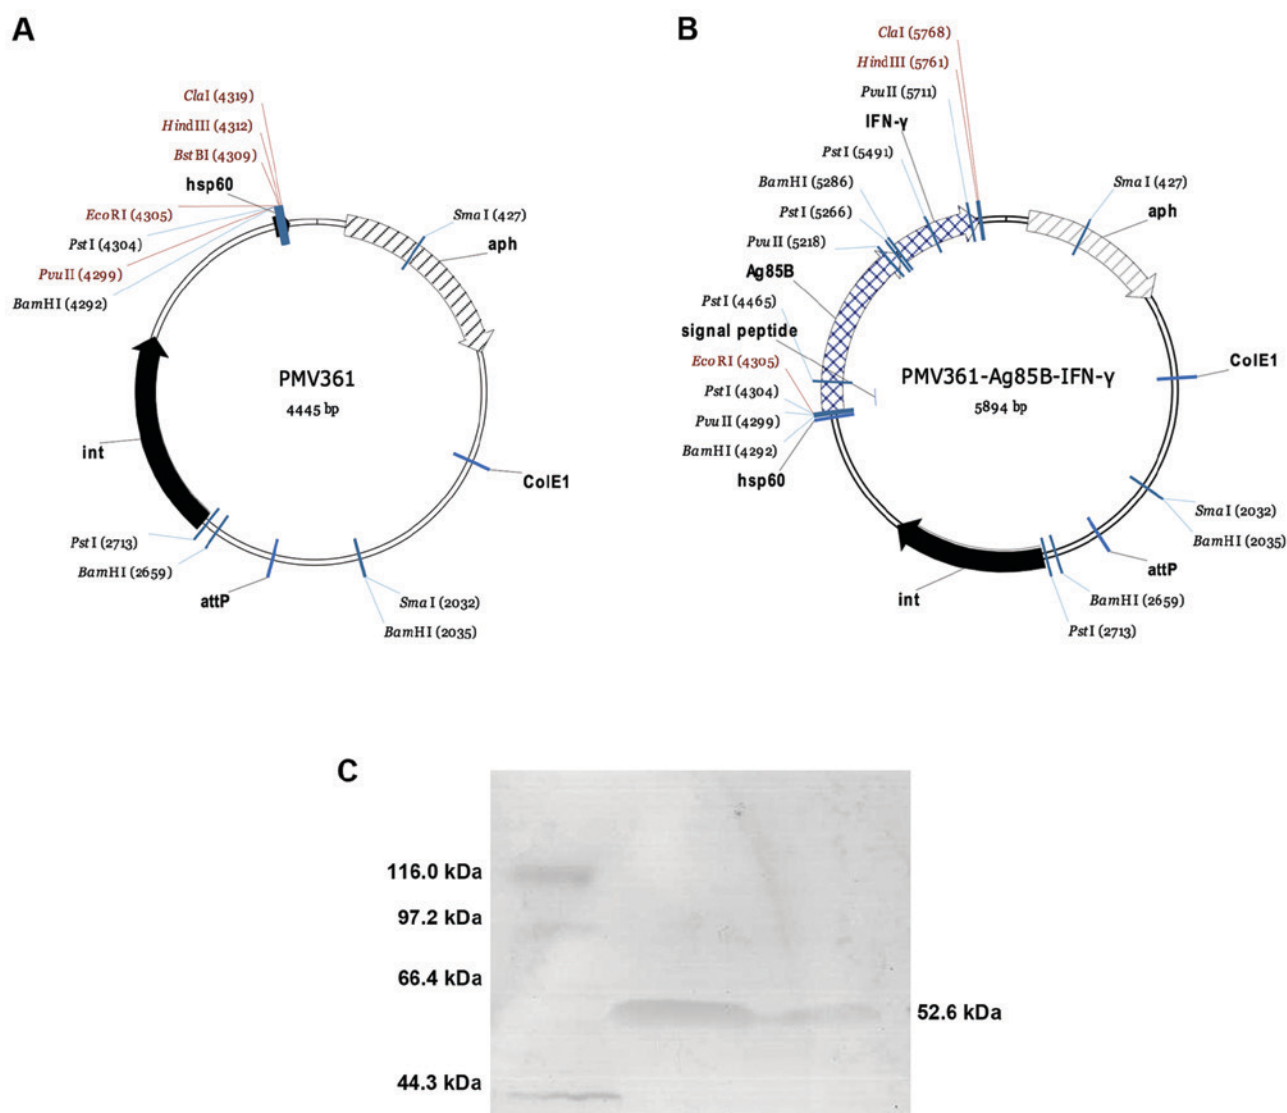 A
ClaI (4319)
HindIII (4312)
BstBI (4309)
hsp60
EcoRI (4305)
PstI (4304)
PvuII (4299)
BamHI (4292)
SmaI (427)
aph
PMV361
4445 bp
int
ColE1
PstI (2713)
BamHI (2659)
attP
SmaI (2032)
BamHI (2035)
B
ClaI (5768)
HindIII (5761)
PvuII (5711)
IFN-γ
PstI (5491)
BamHI (5286)
PstI (5266)
PvuII (5218)
Ag85B
PstI (4465)
signal peptide
EcoRI (4305)
PstI (4304)
PvuII (4299)
BamHI (4292)
hsp60
SmaI (427)
aph
PMV361-Ag85B-IFN-γ
5894 bp
ColE1
SmaI (2032)
BamHI (2035)
attP
int
BamHI (2659)
PstI (2713)
C
116.0 kDa
97.2 kDa
66.4 kDa
52.6 kDa
44.3 kDa